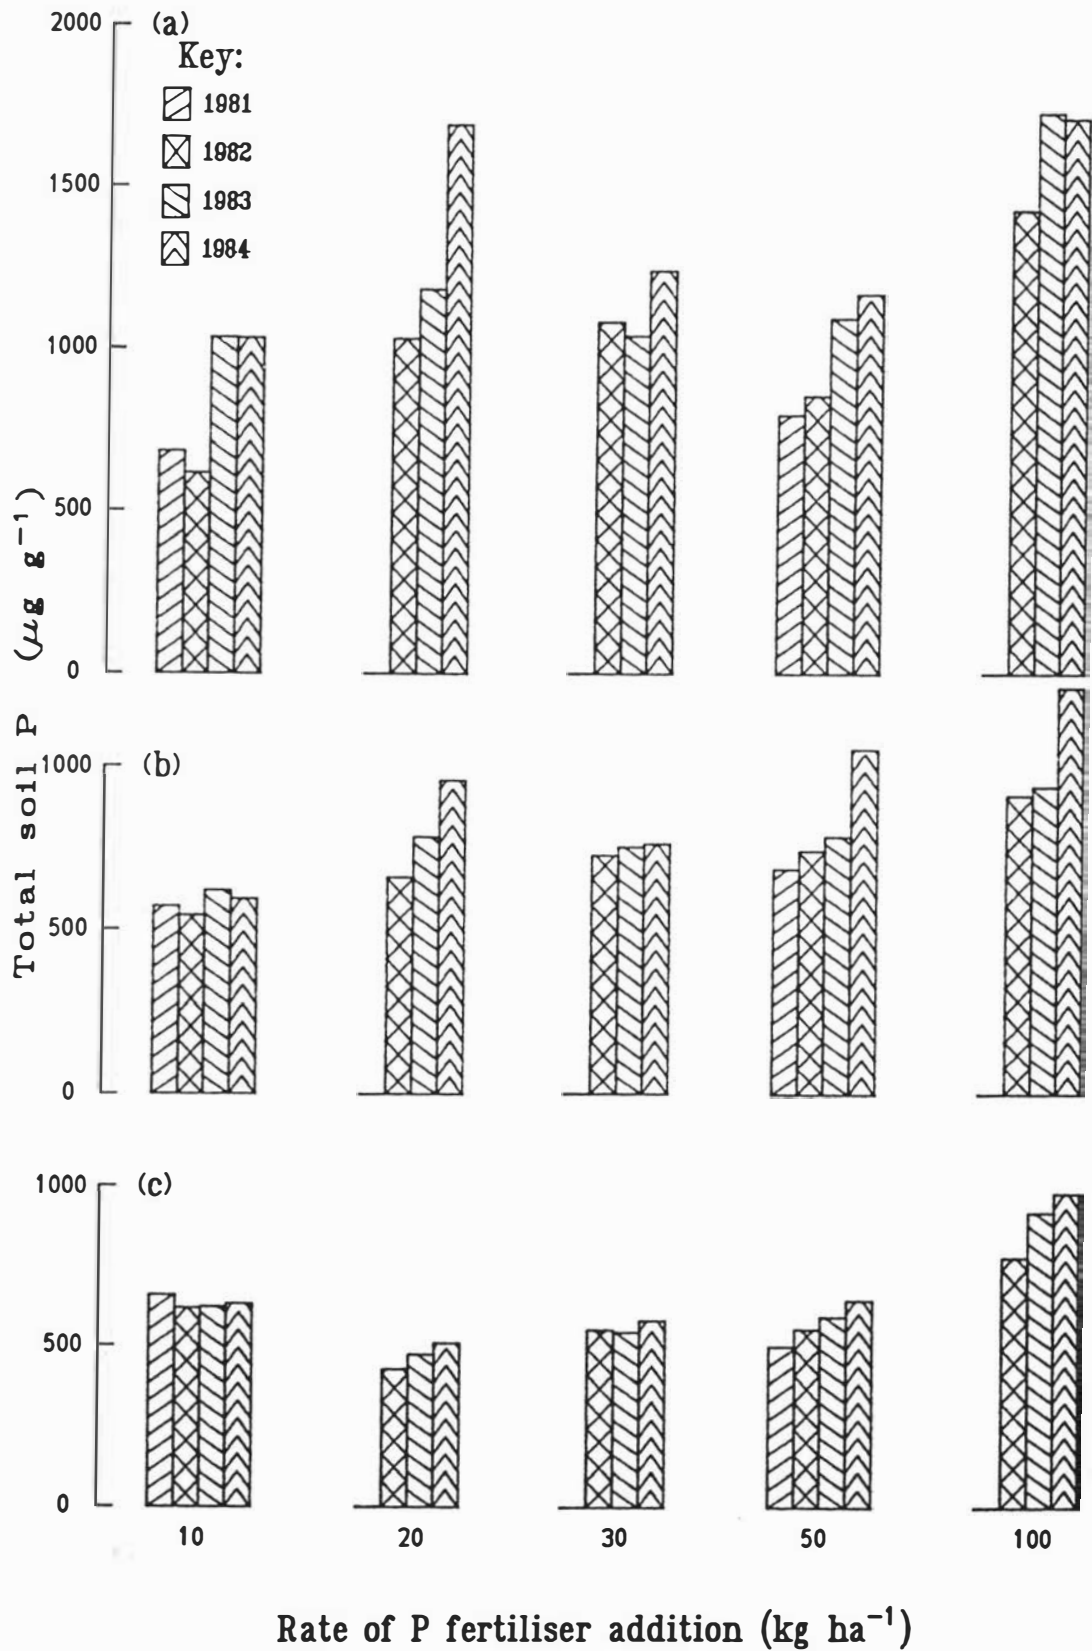 2000
(a)
Key:
1981
1982
1983
1984
1500
1000
500
0
Total soil P (μg g⁻¹)
(b)
1000
500
0
(c)
1000
500
0
10 20 30 50 100
Rate of P fertiliser addition (kg ha⁻¹)